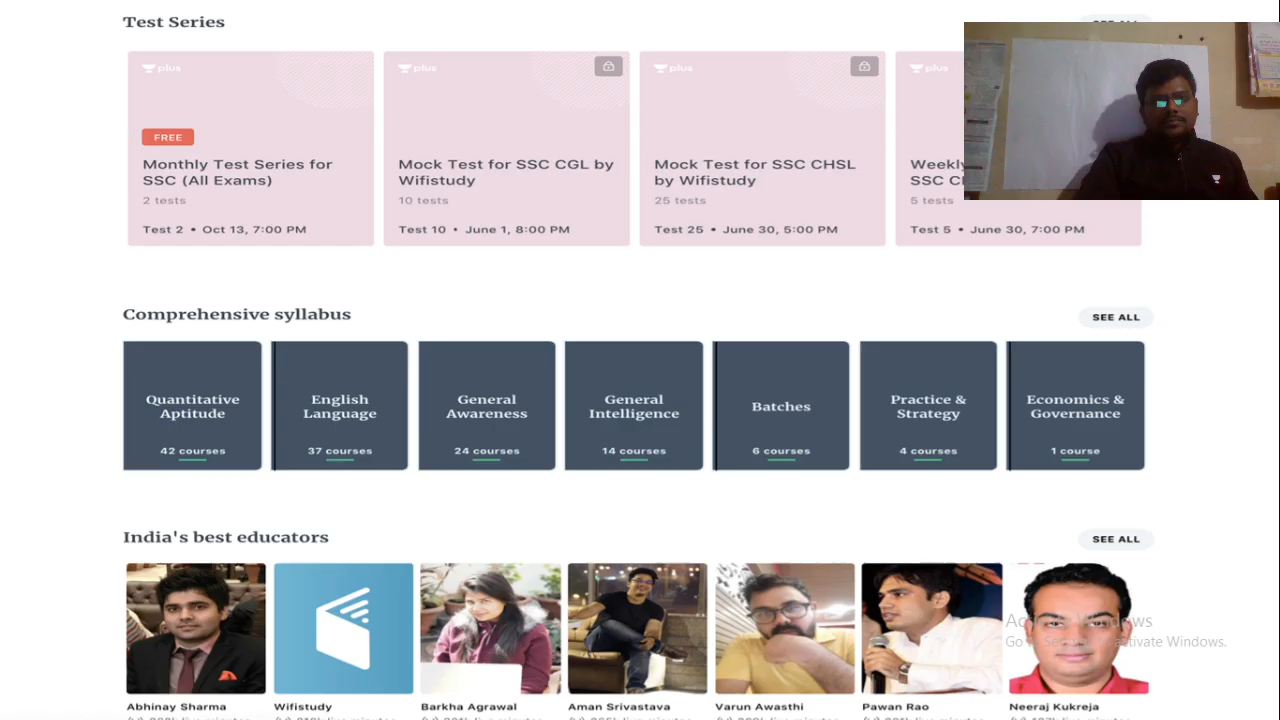 Test Series
plus
FREE
Monthly Test Series for
SSC (All Exams)
2 tests
Test 2 • Oct 13, 7:00 PM
plus
Mock Test for SSC CGL by
Wifistudy
10 tests
Test 10 • June 1, 8:00 PM
plus
Mock Test for SSC CHSL
by Wifistudy
25 tests
Test 25 • June 30, 5:00 PM
plus
Weekly
SSC
5 tests
Test 5 • June 30, 7:00 PM
Comprehensive syllabus
SEE ALL
Quantitative
Aptitude
42 courses
English
Language
37 courses
General
Awareness
24 courses
General
Intelligence
14 courses
Batches
6 courses
Practice &
Strategy
4 courses
Economics &
Governance
1 course
India's best educators
SEE ALL
Abhinay Sharma
Wifistudy
Barkha Agrawal
Aman Srivastava
Varun Awasthi
Pawan Rao
Neeraj Kukreja